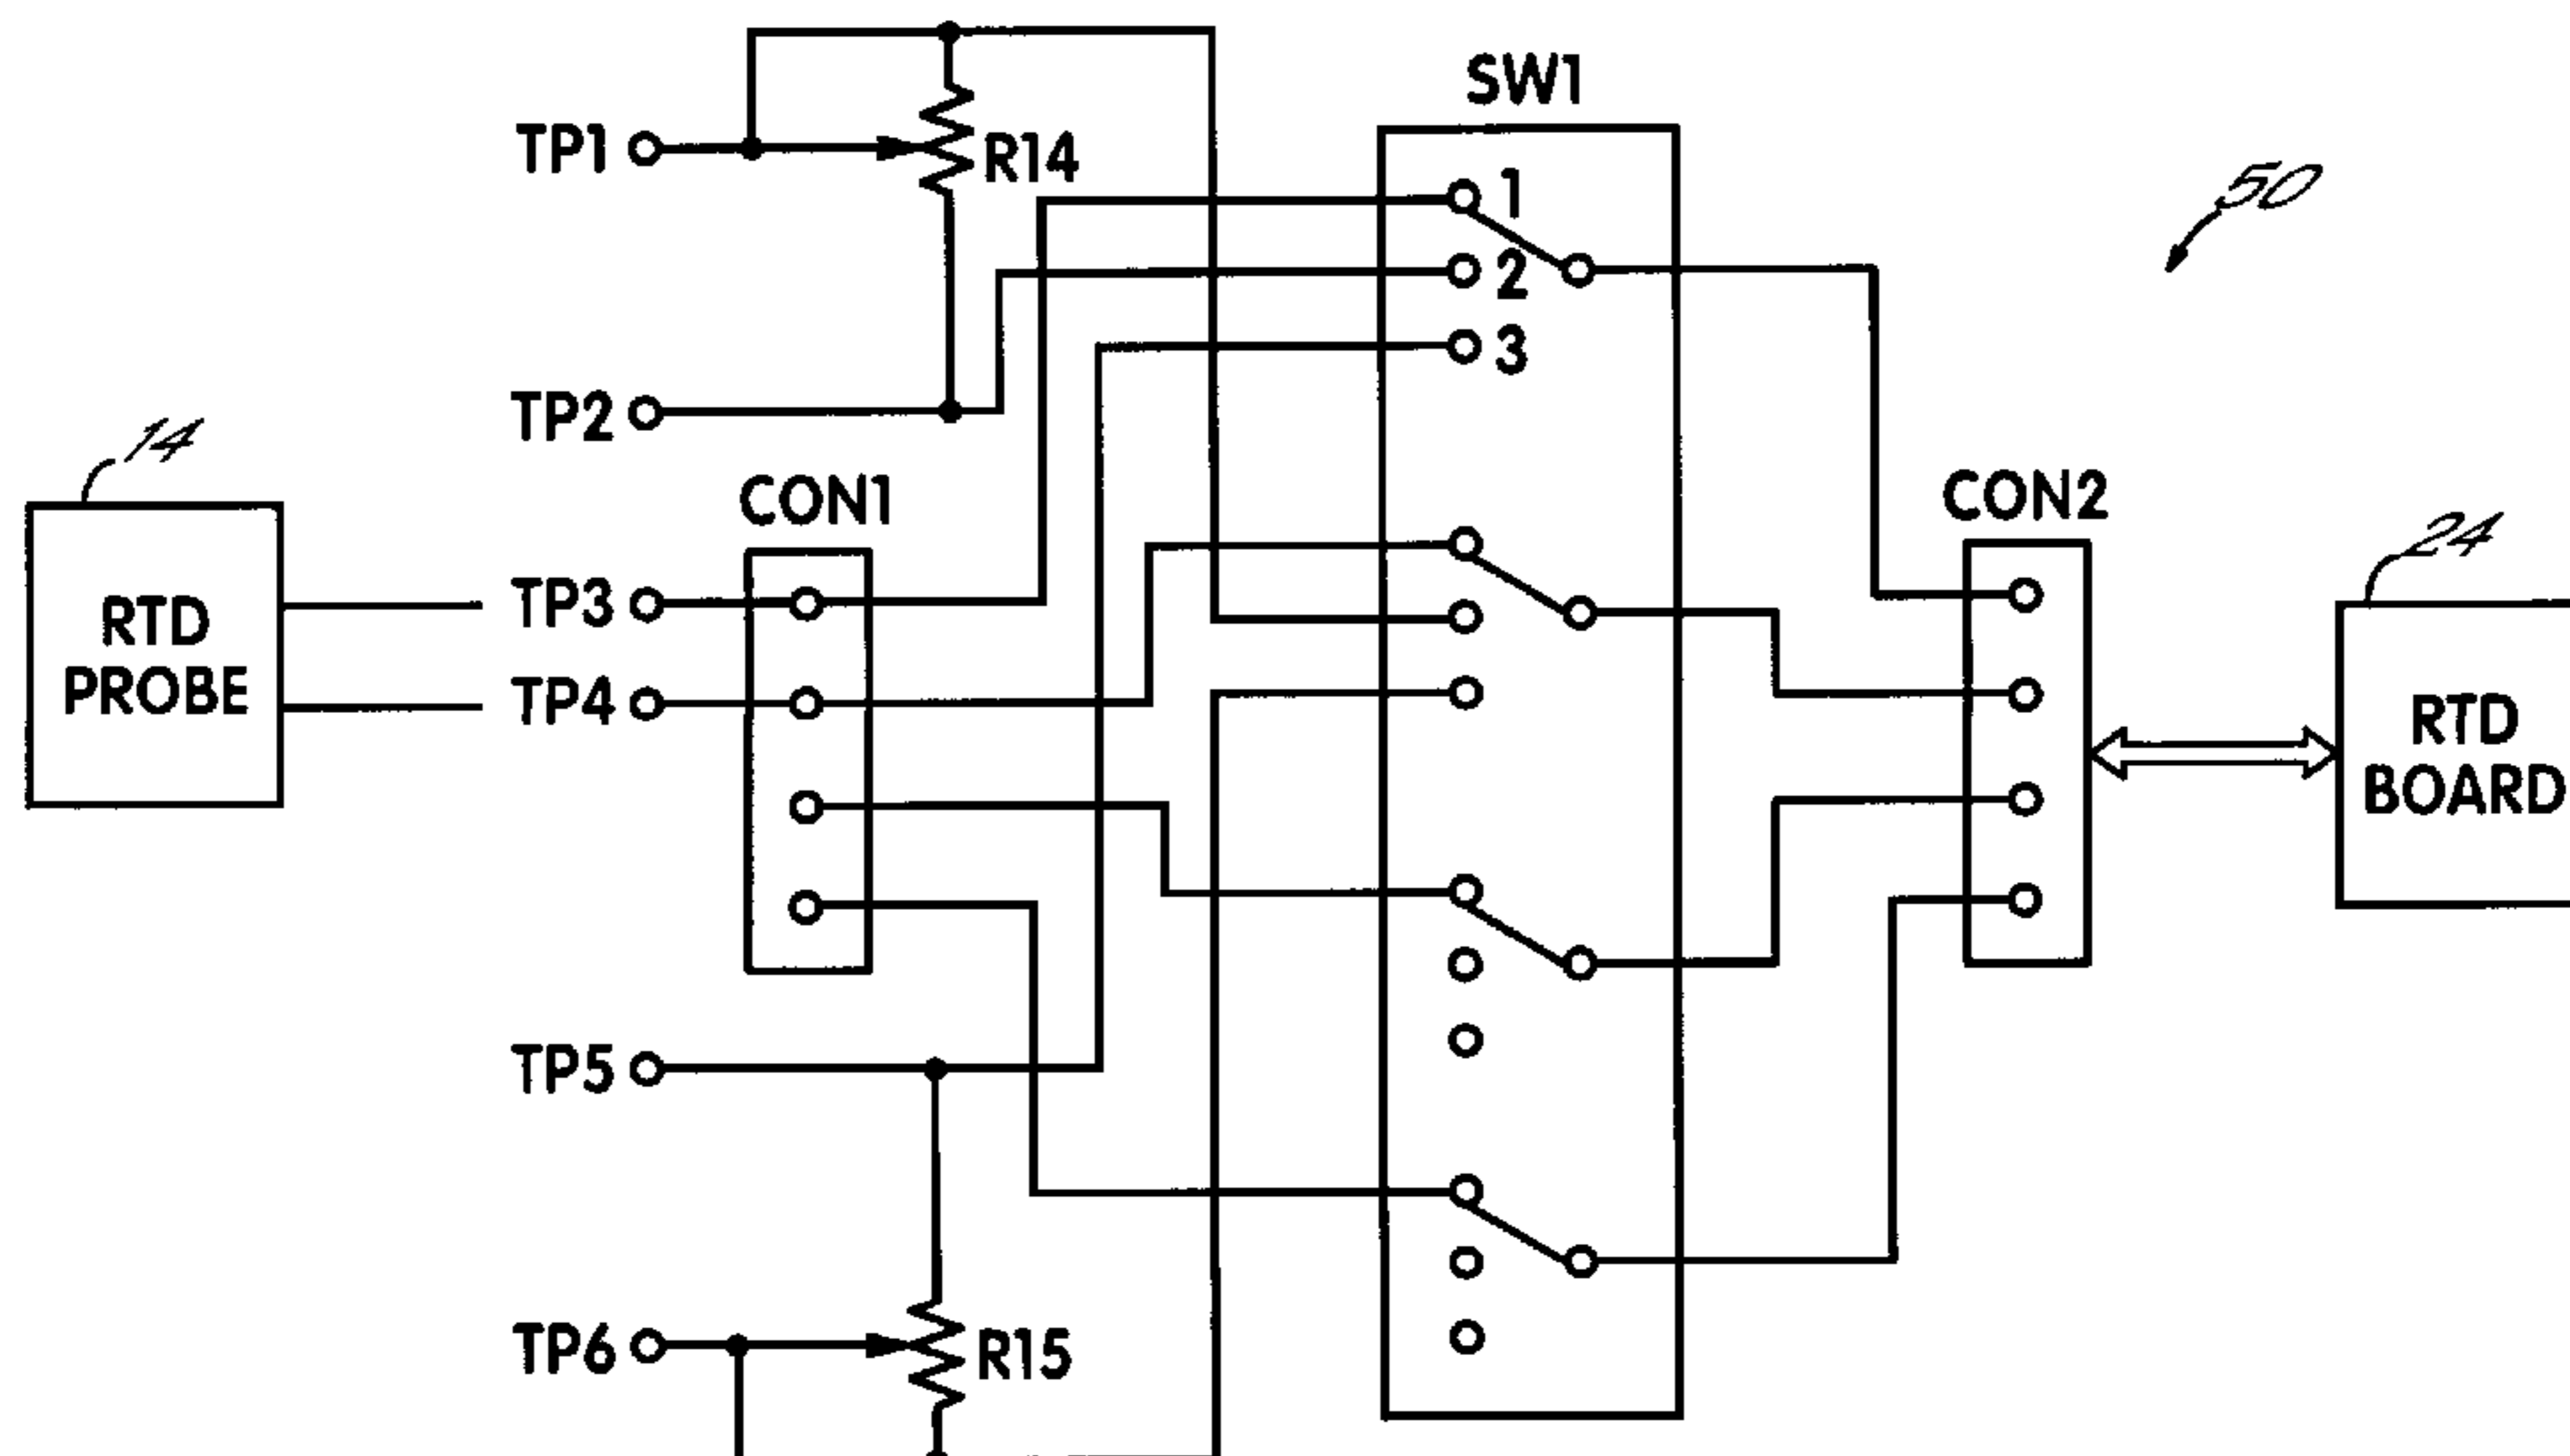 SW1
TP1
R14
1
50
2
3
TP2
14
CON1
CON2
24
RTD
PROBE
TP3
TP4
RTD
BOARD
TP5
TP6
R15